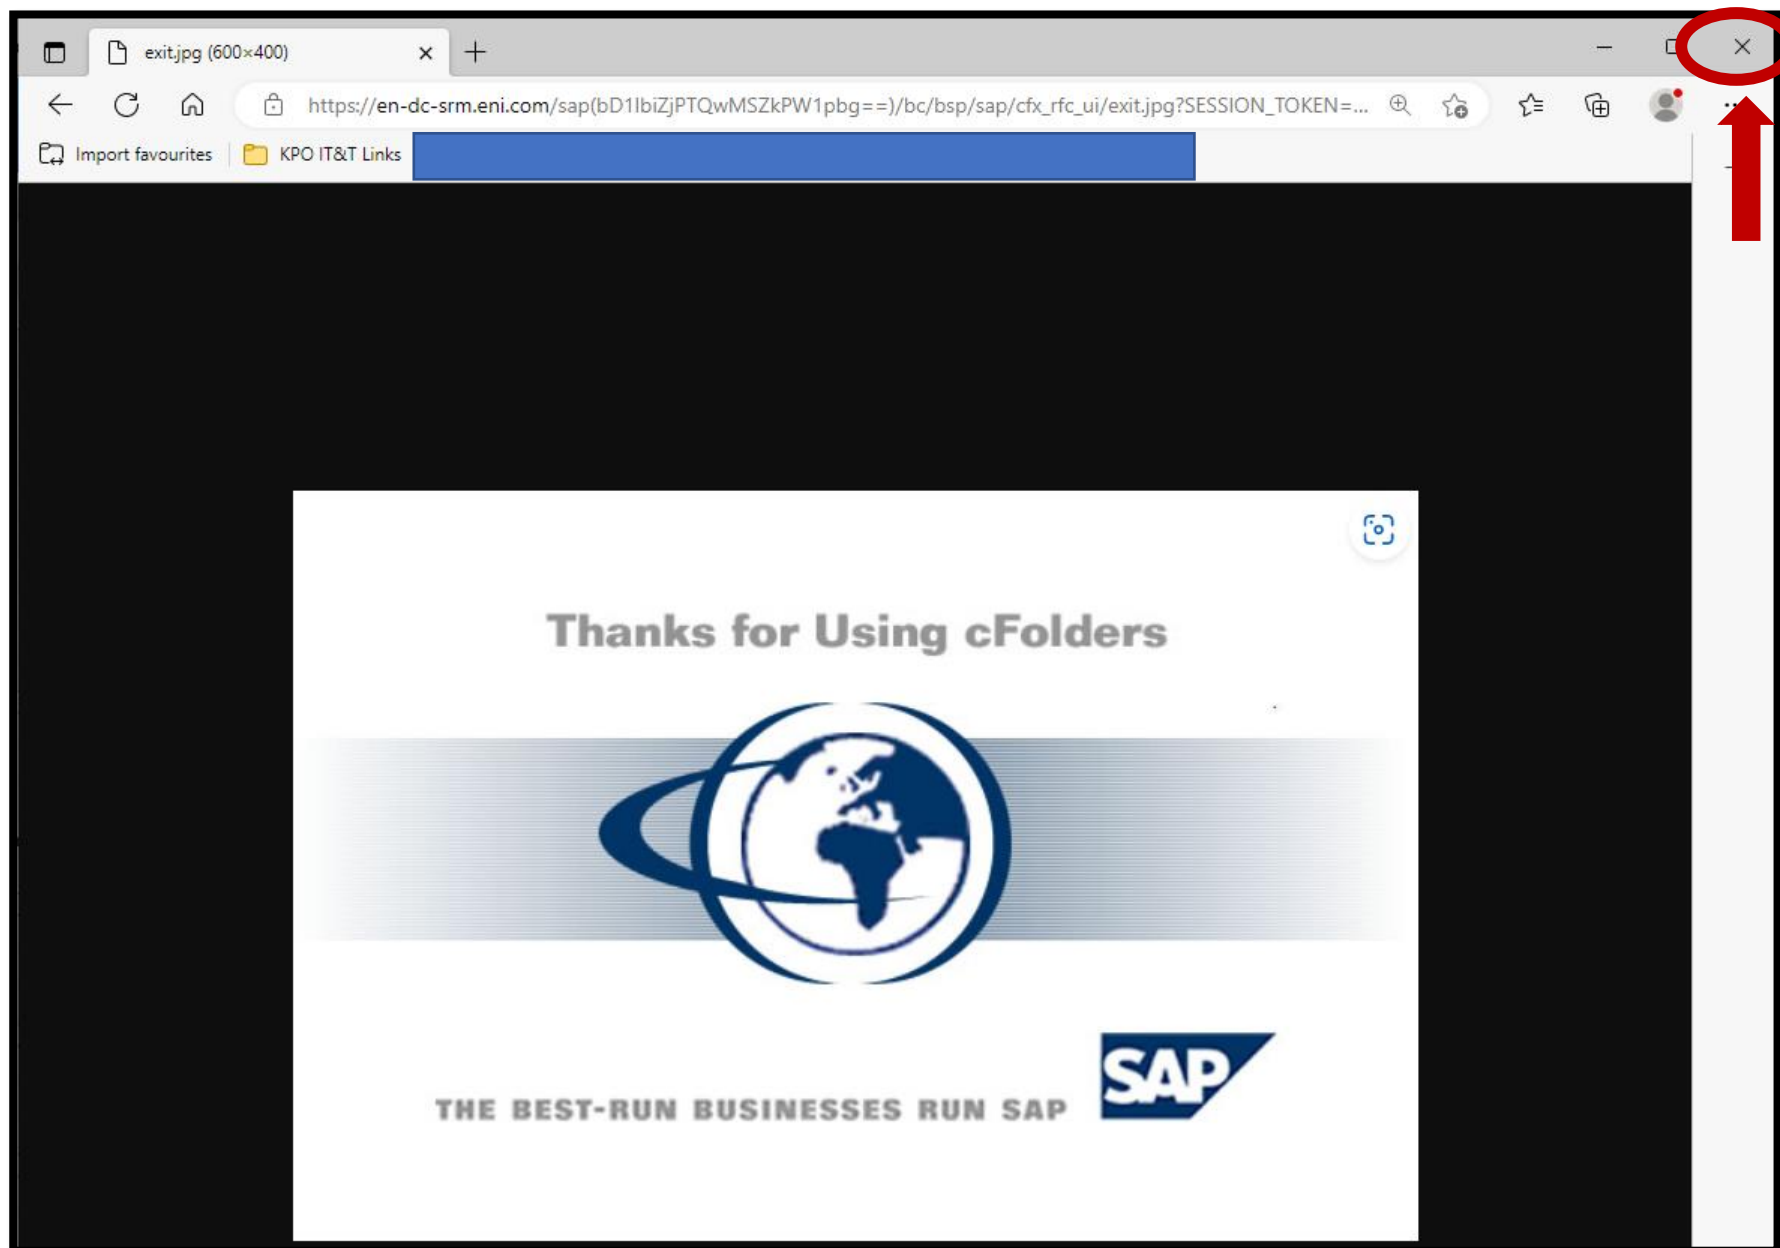 exit.jpg (600×400)
https://en-dc-srm.eni.com/sap(bD1lbiZjPTQwMSZkPW1pbg==)/bc/bsp/sap/cfx_rfc_ui/exit.jpg?SESSION_TOKEN=...
Import favourites KPO IT&T Links
Thanks for Using cFolders
THE BEST-RUN BUSINESSES RUN SAP SAP